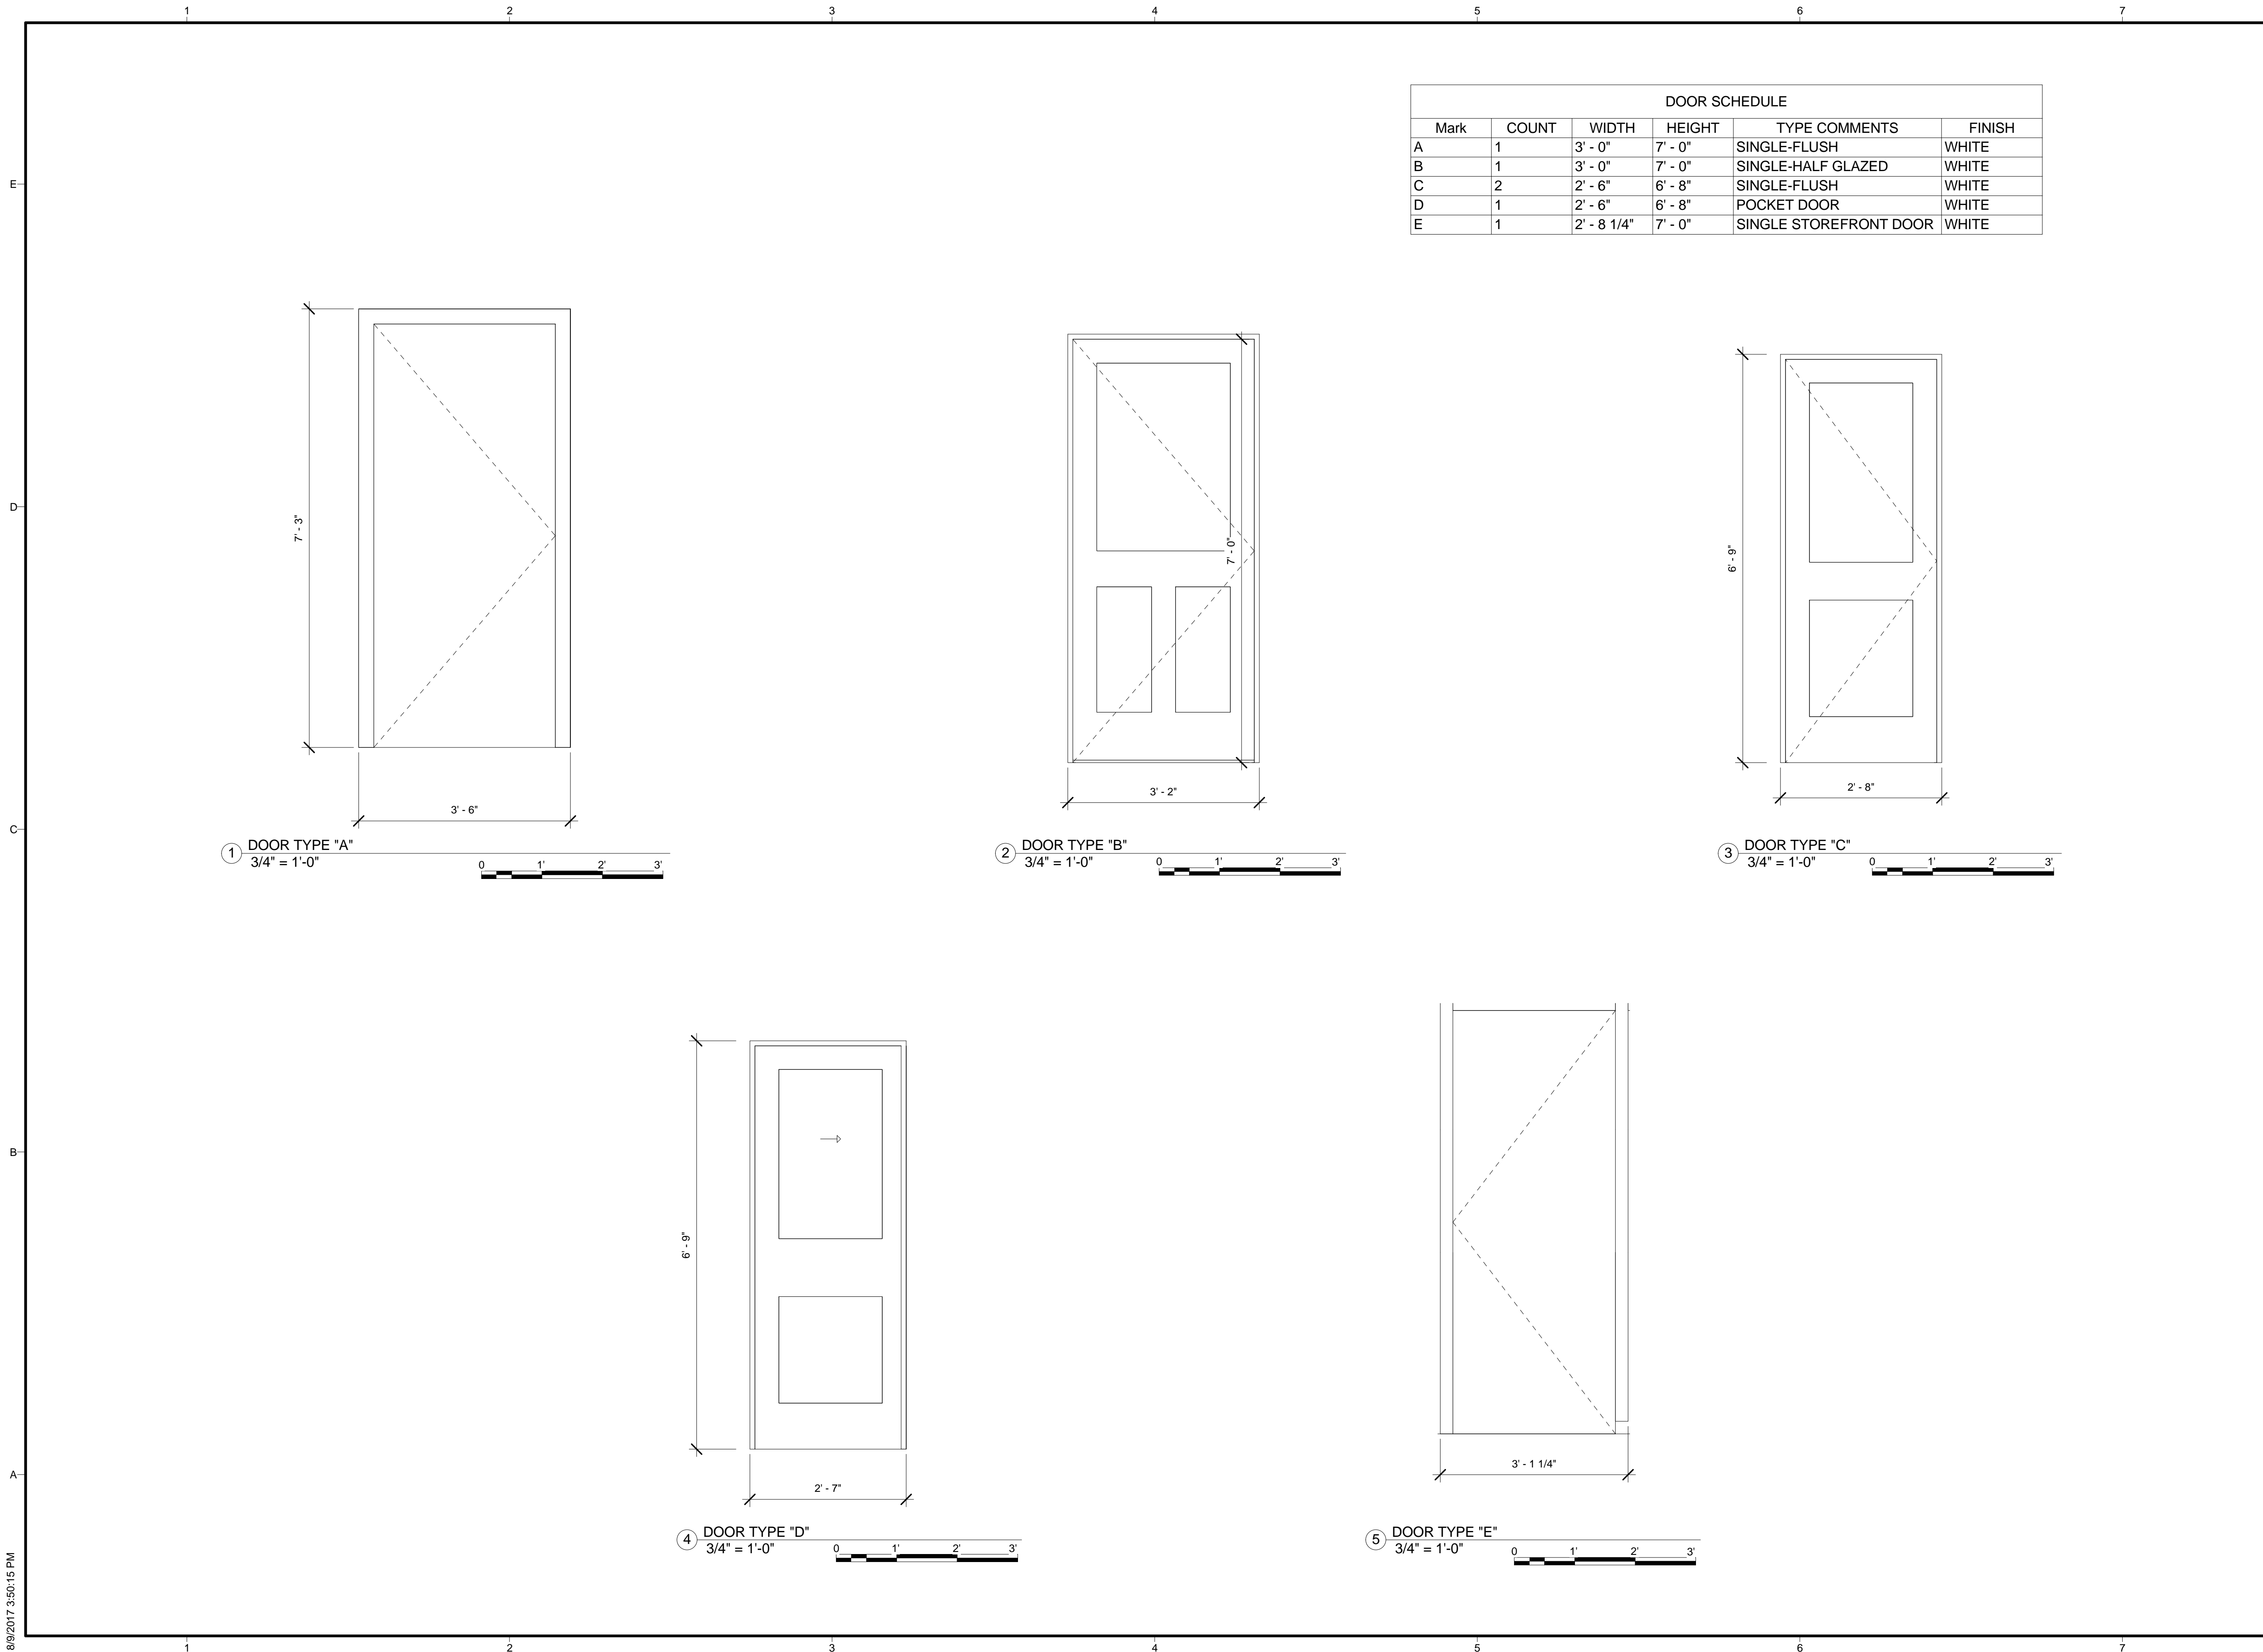 1 2 3 4 5 6 7
DOOR SCHEDULE
Mark COUNT WIDTH HEIGHT TYPE COMMENTS FINISH
A 1 3' - 0" 7' - 0" SINGLE-FLUSH WHITE
B 1 3' - 0" 7' - 0" SINGLE-HALF GLAZED WHITE
C 2 2' - 6" 6' - 8" SINGLE-FLUSH WHITE
D 1 2' - 6" 6' - 8" POCKET DOOR WHITE
E 1 2' - 8 1/4" 7' - 0" SINGLE STOREFRONT DOOR WHITE
E
D
C
B
A
7' - 3"
3' - 6"
1 DOOR TYPE "A"
3/4" = 1'-0"
0 1' 2' 3'
7' - 0"
3' - 2"
2 DOOR TYPE "B"
3/4" = 1'-0"
0 1' 2' 3'
6' - 9"
2' - 8"
3 DOOR TYPE "C"
3/4" = 1'-0"
0 1' 2' 3'
6' - 9"
2' - 7"
4 DOOR TYPE "D"
3/4" = 1'-0"
0 1' 2' 3'
3' - 1 1/4"
5 DOOR TYPE "E"
3/4" = 1'-0"
0 1' 2' 3'
8/9/2017 3:50:15 PM
1 2 3 4 5 6 7